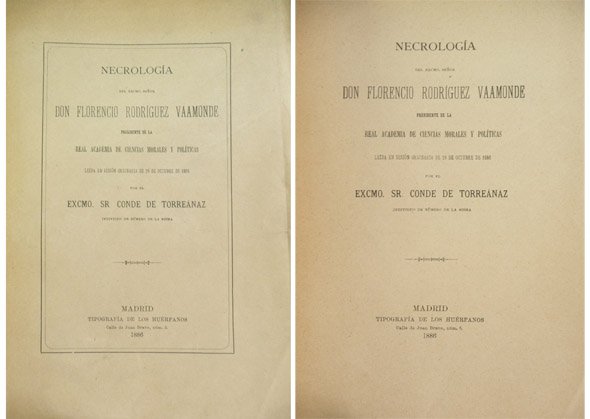 NECROLOGÍA
DEL EXCMO. SEÑOR
DON FLORENCIO RODRÍGUEZ VAAMONDE
PRESIDENTE DE LA
REAL ACADEMIA DE CIENCIAS MORALES Y POLÍTICAS
LEÍDA EN SESIÓN ORDINARIA DE 26 DE OCTUBRE DE 1886
POR EL
EXCMO. SR. CONDE DE TORREÁNAZ
INDIVIDUO DE NÚMERO DE LA MISMA
MADRID
TIPOGRAFÍA DE LOS HUÉRFANOS
Calle de Juan Bravo, núm. 5.
1886
NECROLOGÍA
DEL EXCMO. SEÑOR
DON FLORENCIO RODRÍGUEZ VAAMONDE
PRESIDENTE DE LA
REAL ACADEMIA DE CIENCIAS MORALES Y POLÍTICAS
LEÍDA EN SESIÓN ORDINARIA DE 26 DE OCTUBRE DE 1886
POR EL
EXCMO. SR. CONDE DE TORREÁNAZ
INDIVIDUO DE NÚMERO DE LA MISMA
MADRID
TIPOGRAFÍA DE LOS HUÉRFANOS
Calle de Juan Bravo, núm. 5.
1886